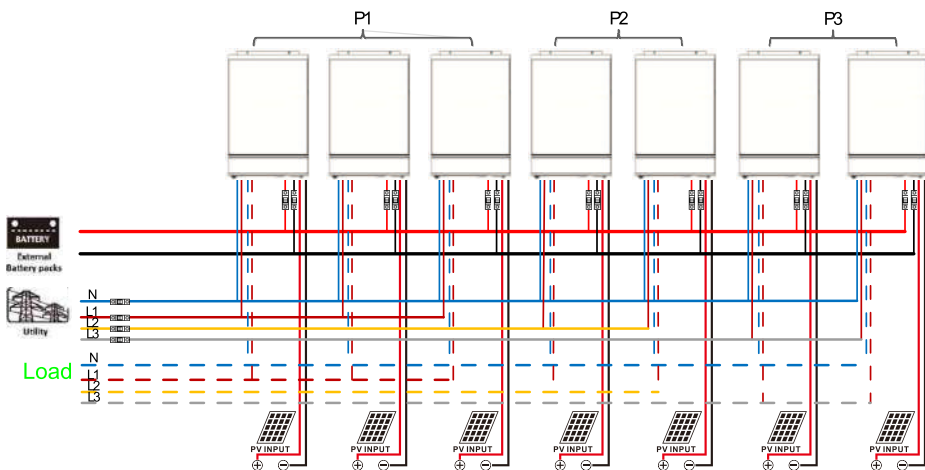 P1 P2 P3
BATTERY
External
Battery packs
Utility
N
L1
L2
L3
Load
N
L1
L2
L3
PV INPUT PV INPUT PV INPUT PV INPUT PV INPUT PV INPUT PV INPUT
⊕ ⊖ ⊕ ⊖ ⊕ ⊖ ⊕ ⊖ ⊕ ⊖ ⊕ ⊖ ⊕ ⊖